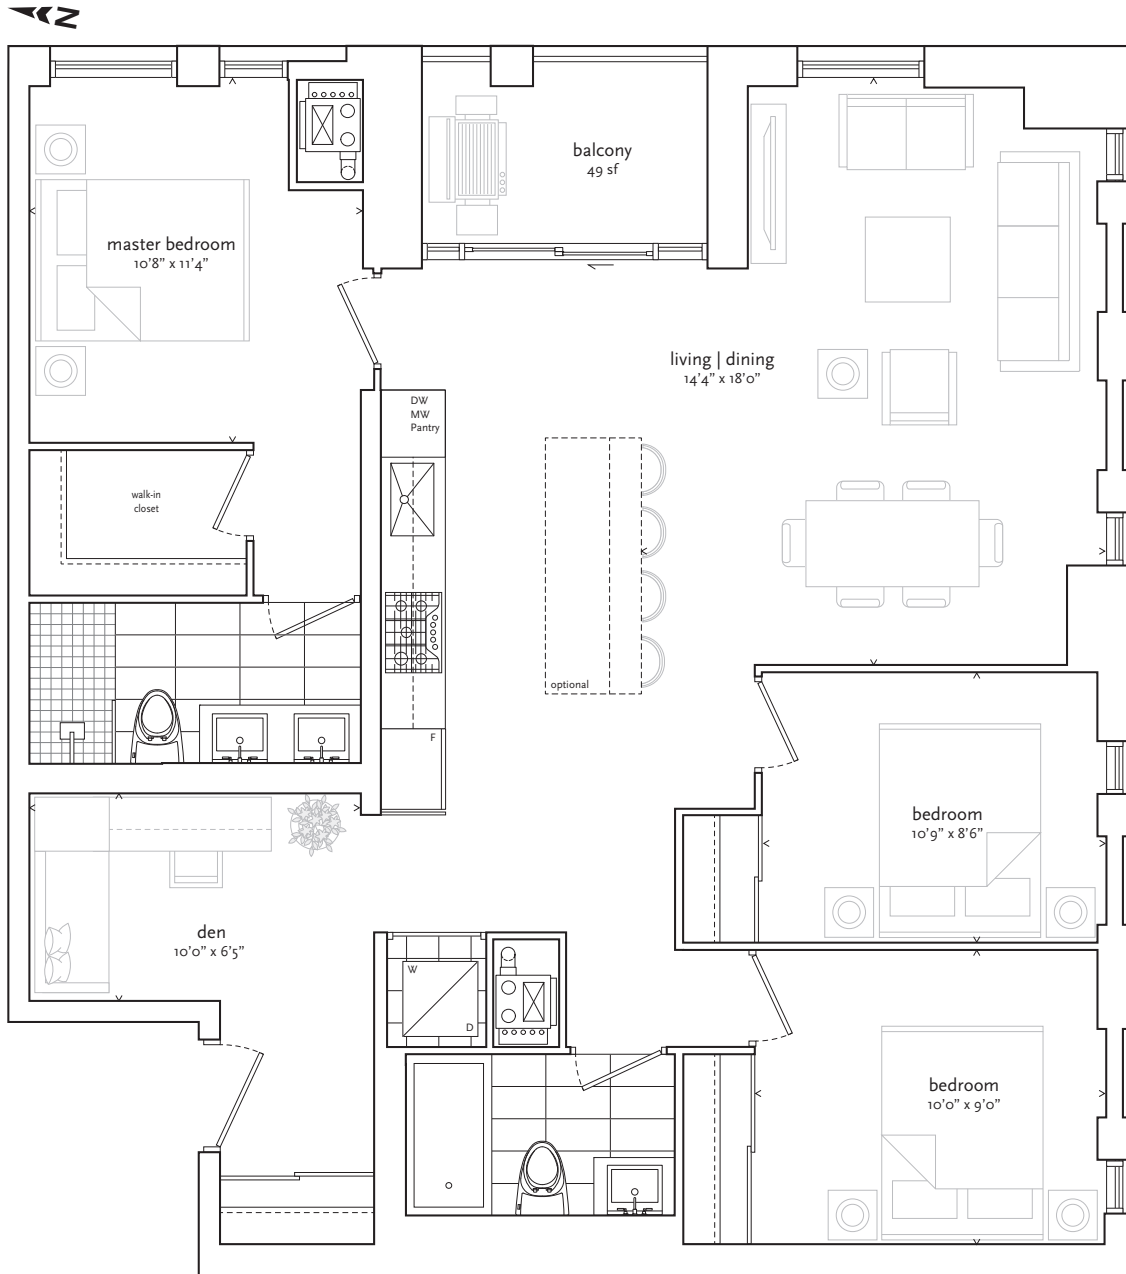 N
balcony
49 sf
master bedroom
10'8" x 11'4"
living | dining
14'4" x 18'0"
DW
MW
Pantry
walk-in
closet
optional
F
bedroom
10'9" x 8'6"
den
10'0" x 6'5"
W
D
bedroom
10'0" x 9'0"